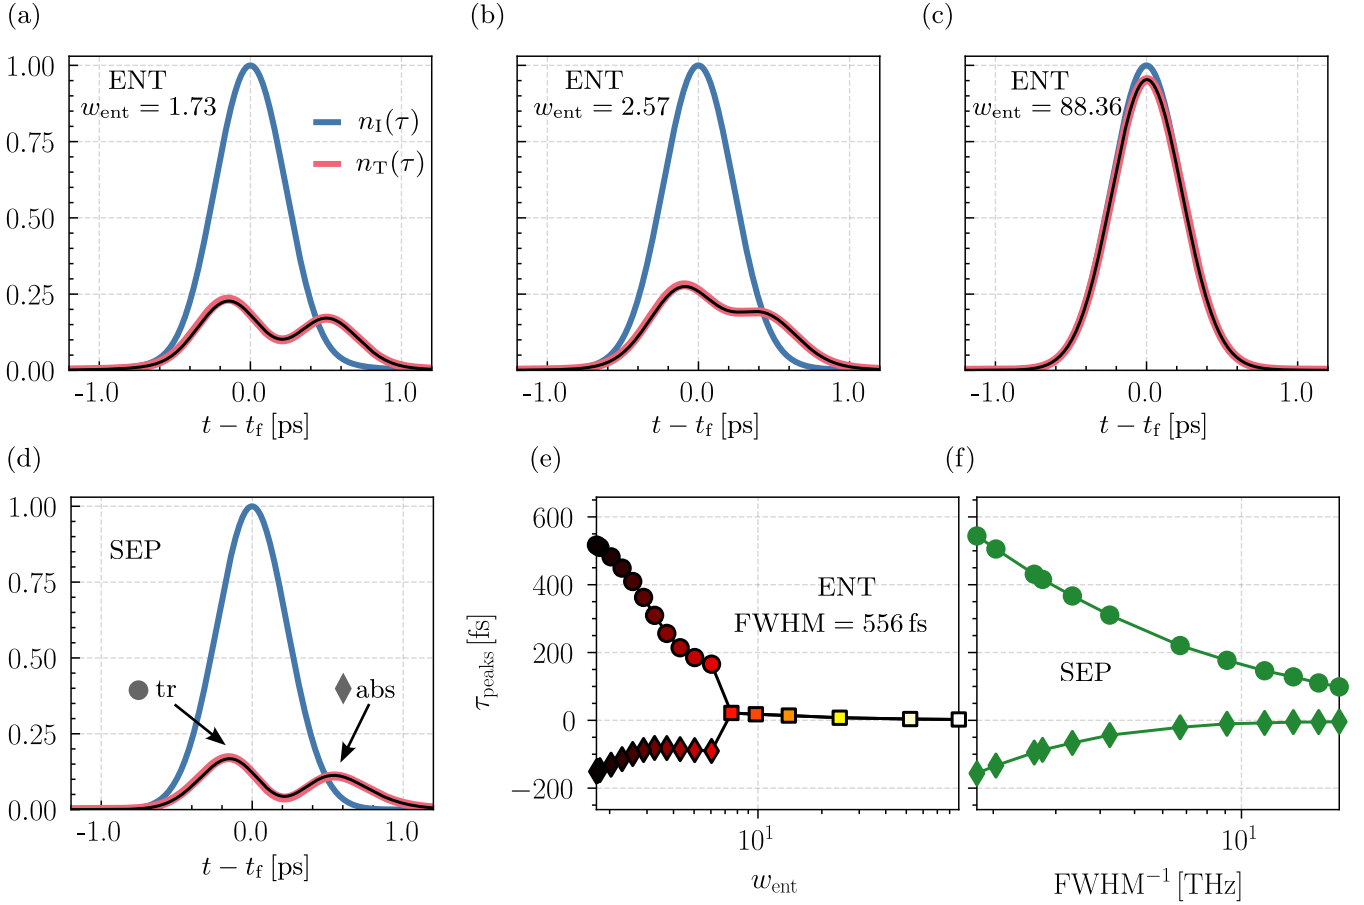 (a)
ENT
w_ent = 1.73
n_I(τ)
n_T(τ)
1.00
0.75
0.50
0.25
0.00
-1.0
0.0
1.0
t − t_f [ps]
(b)
ENT
w_ent = 2.57
-1.0
0.0
1.0
t − t_f [ps]
(c)
ENT
w_ent = 88.36
-1.0
0.0
1.0
t − t_f [ps]
(d)
SEP
tr
abs
1.00
0.75
0.50
0.25
0.00
-1.0
0.0
1.0
t − t_f [ps]
(e)
τ_peaks [fs]
600
400
200
0
−200
ENT
FWHM = 556 fs
10¹
w_ent
(f)
SEP
10¹
FWHM⁻¹ [THz]